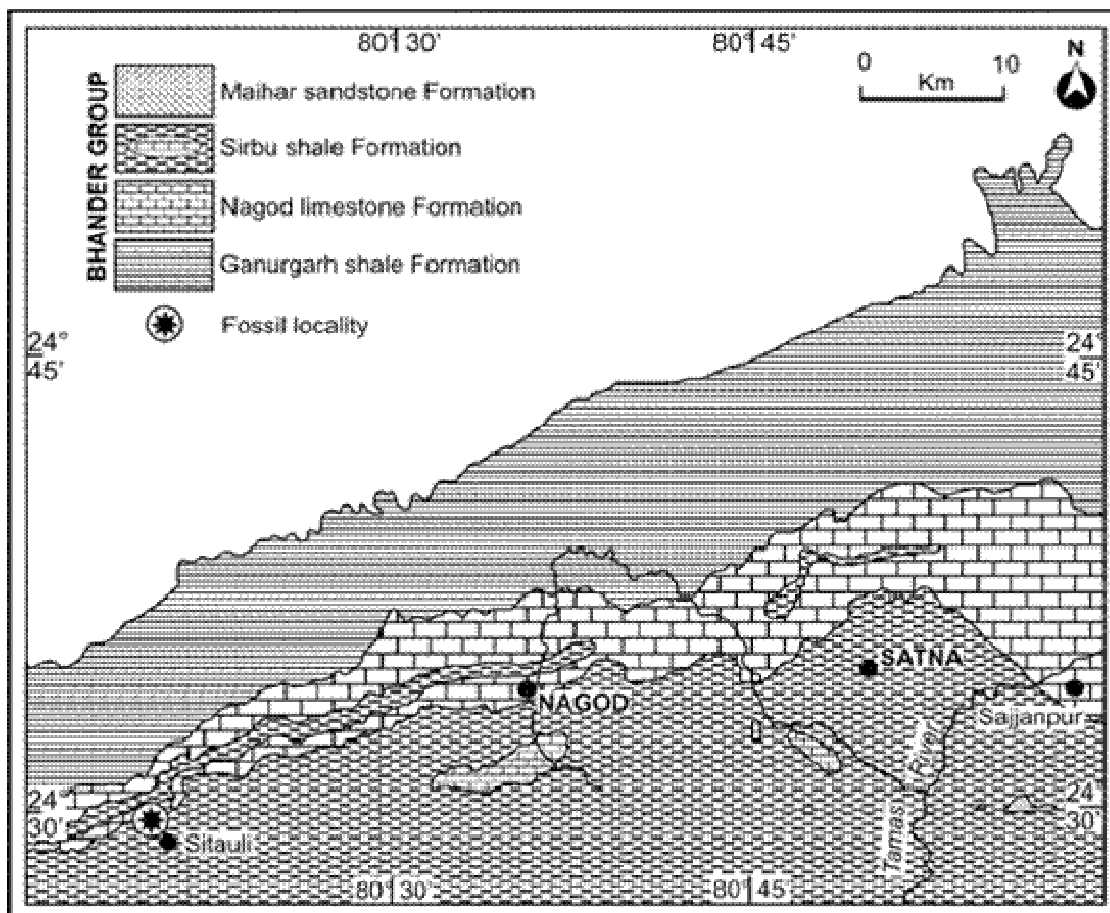 80° 30'
80° 45'
N
0 10
Km
BHANDER GROUP
Maihar sandstone Formation
Sirbu shale Formation
Nagod limestone Formation
Ganurgarh shale Formation
Fossil locality
24°
45'
24°
45'
SATNA
NAGOD
Sajjanpur
River
Tamas
24°
30'
24°
30'
Sitauli
80° 30'
80° 45'